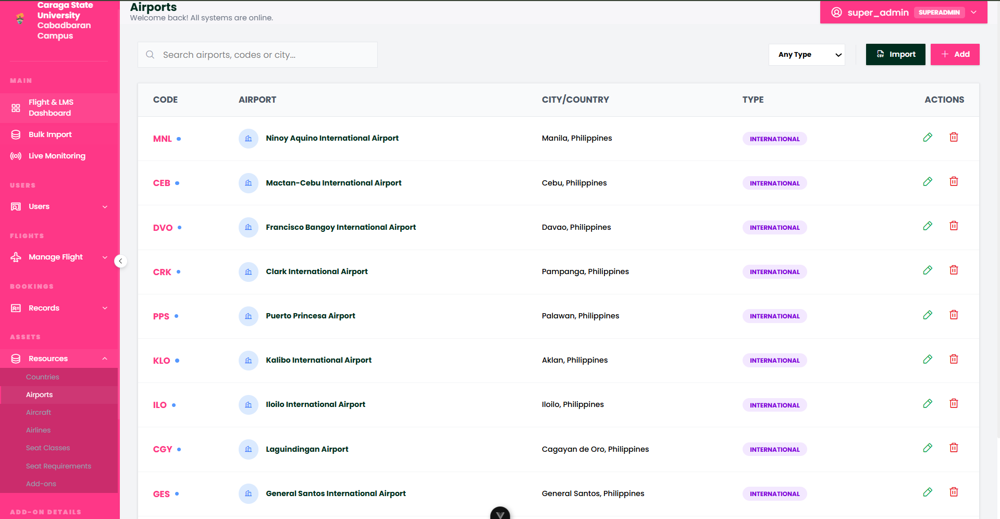 Caraga State
University
Cabadbaran
Campus
MAIN
Flight & LMS
Dashboard
Bulk Import
Live Monitoring
USERS
Users
FLIGHTS
Manage Flight
BOOKINGS
Records
ASSETS
Resources
Countries
Airports
Aircraft
Airlines
Seat Classes
Seat Requirements
Add-ons
ADD-ON DETAILS
Airports
Welcome back! All systems are online.
super_admin SUPERADMIN
Search airports, codes or city...
Any Type
CSV Import
Add
CODE AIRPORT CITY/COUNTRY TYPE ACTIONS
MNL Ninoy Aquino International Airport Manila, Philippines INTERNATIONAL
CEB Mactan-Cebu International Airport Cebu, Philippines INTERNATIONAL
DVO Francisco Bangoy International Airport Davao, Philippines INTERNATIONAL
CRK Clark International Airport Pampanga, Philippines INTERNATIONAL
PPS Puerto Princesa Airport Palawan, Philippines INTERNATIONAL
KLO Kalibo International Airport Aklan, Philippines INTERNATIONAL
ILO Iloilo International Airport Iloilo, Philippines INTERNATIONAL
CGY Laguindingan Airport Cagayan de Oro, Philippines INTERNATIONAL
GES General Santos International Airport General Santos, Philippines INTERNATIONAL